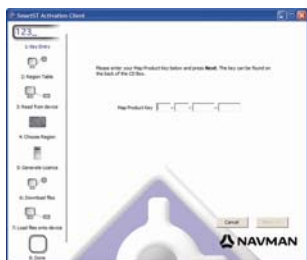 SmartST Activation Client
123_
1: Key Entry
2: Region Table
3: Read from device
4: Choose Region
5: Generate Licence
6: Download files
7: Load files onto device
8: Done
Please enter your Map Product Key below and press Next. The key can be found on
the back of the CD Box.
Map Product Key
Cancel
NAVMAN